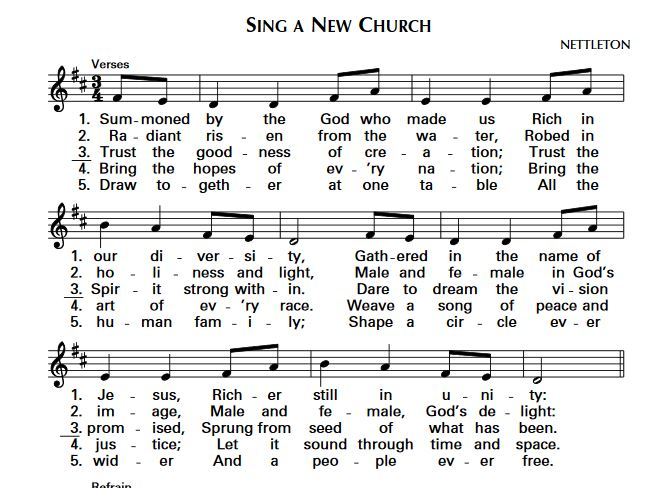 SING A NEW CHURCH
NETTLETON
Verses
3
4
1. Sum - moned by the God who made us Rich in
2. Ra - diant ris - en from the wa - ter, Robed in
3. Trust the good - ness of cre - a - tion; Trust the
4. Bring the hopes of ev - 'ry na - tion; Bring the
5. Draw to - geth - er at one ta - ble All the
1. our di - ver - si - ty, Gath - ered in the name of
2. ho - li - ness and light, Male and fe - male in God's
3. Spir - it strong with - in. Dare to dream the vi - sion
4. art of ev - 'ry race. Weave a song of peace and
5. hu - man fam - i - ly; Shape a cir - cle ev - er
1. Je - sus, Rich - er still in u - ni - ty:
2. im - age, Male and fe - male, God's de - light:
3. prom - ised, Sprung from seed of what has been.
4. jus - tice; Let it sound through time and space.
5. wid - er And a peo - ple ev - er free.
Refrain